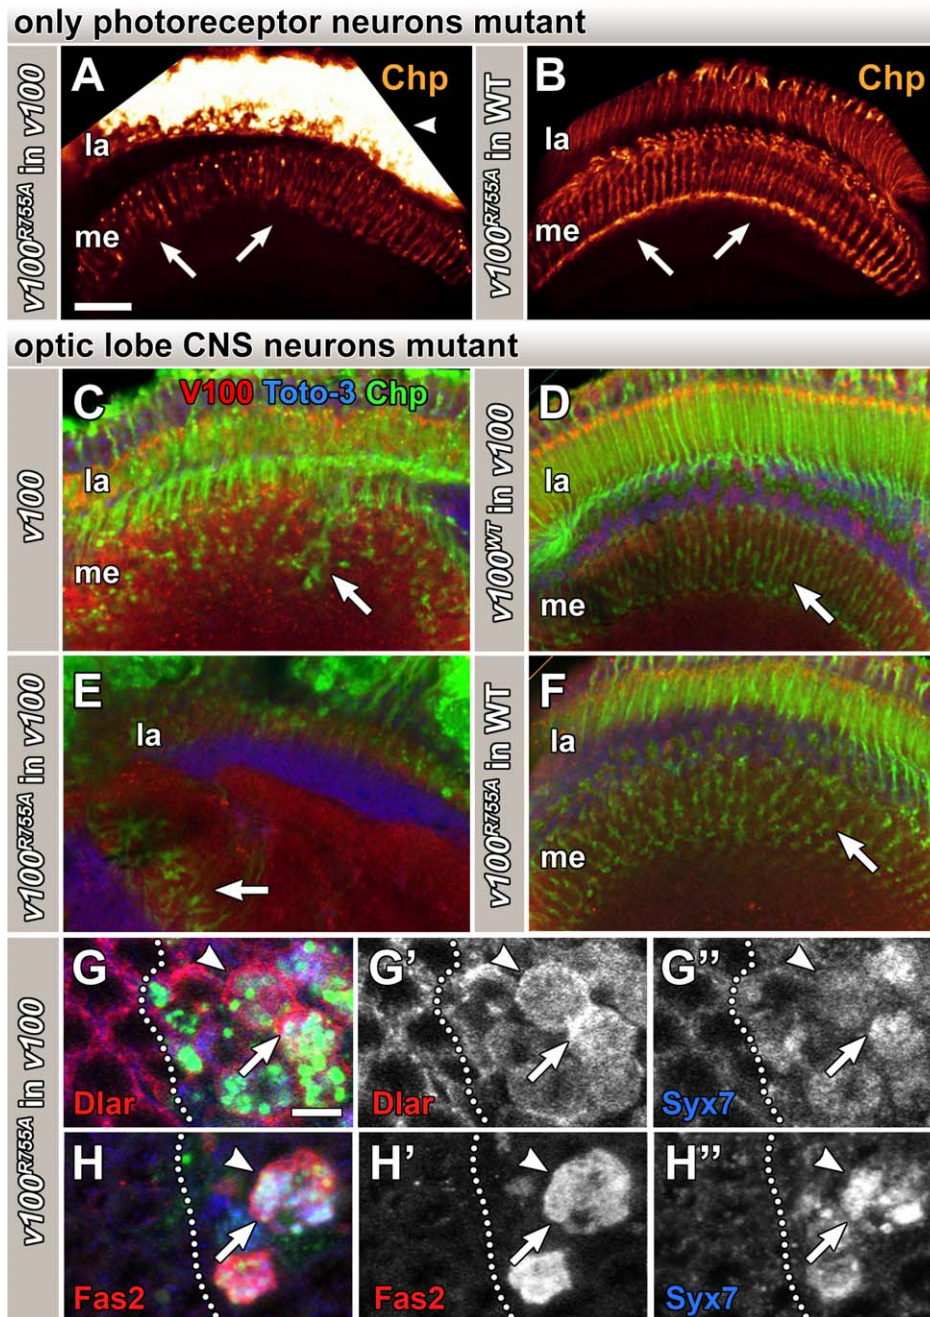 only photoreceptor neurons mutant
v100R755A in v100
A
Chp
la
me
v100R755A in WT
B
Chp
la
me
optic lobe CNS neurons mutant
v100
C
V100 Toto-3 Chp
la
me
v100WT in v100
D
la
me
v100R755A in v100
E
la
v100R755A in WT
F
la
me
v100R755A in v100
G
Dlar
G'
Dlar
G"
Syx7
H
Fas2
H'
Fas2
H"
Syx7